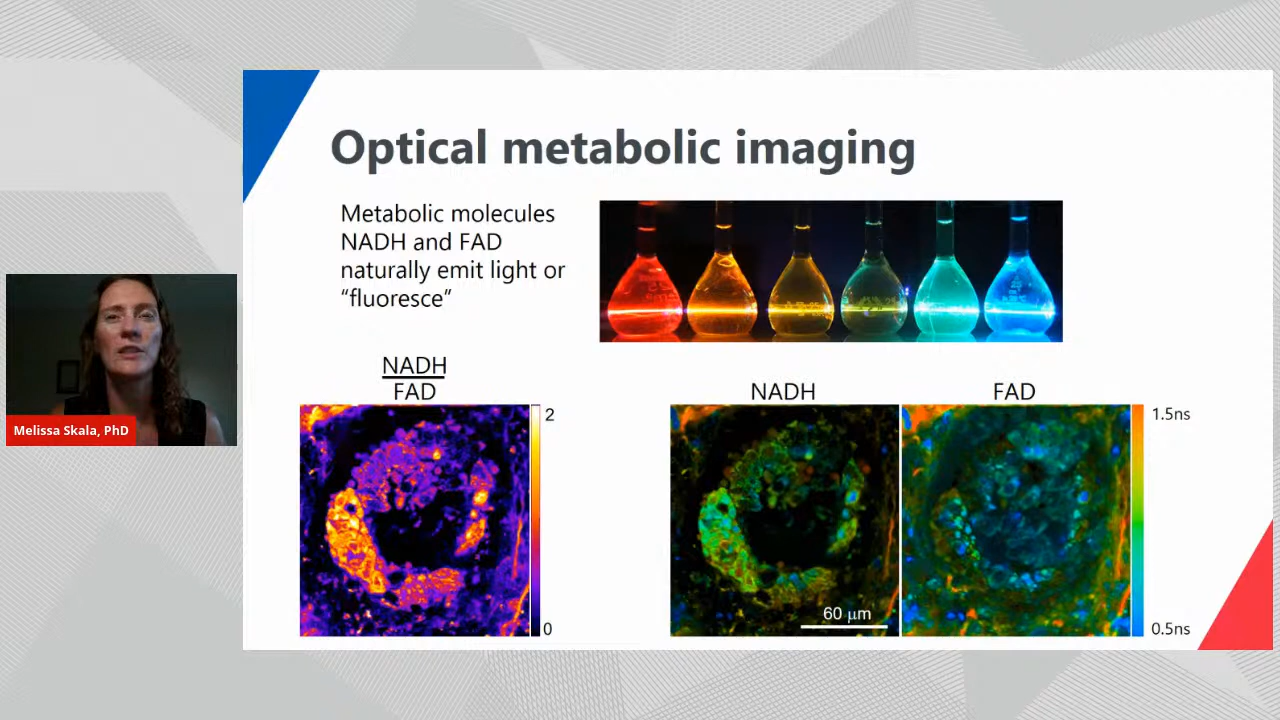 Optical metabolic imaging
Metabolic molecules
NADH and FAD
naturally emit light or
“fluoresce”
NADH
FAD
2
0
NADH
FAD
60 μm
1.5ns
0.5ns
Melissa Skala, PhD